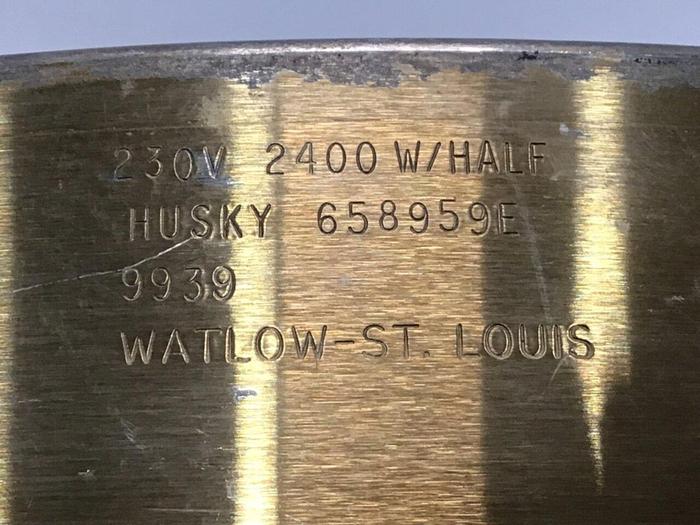 230V 2400 W/HALF
HUSKY 658959E
9939
WATLOW-ST. LOUIS